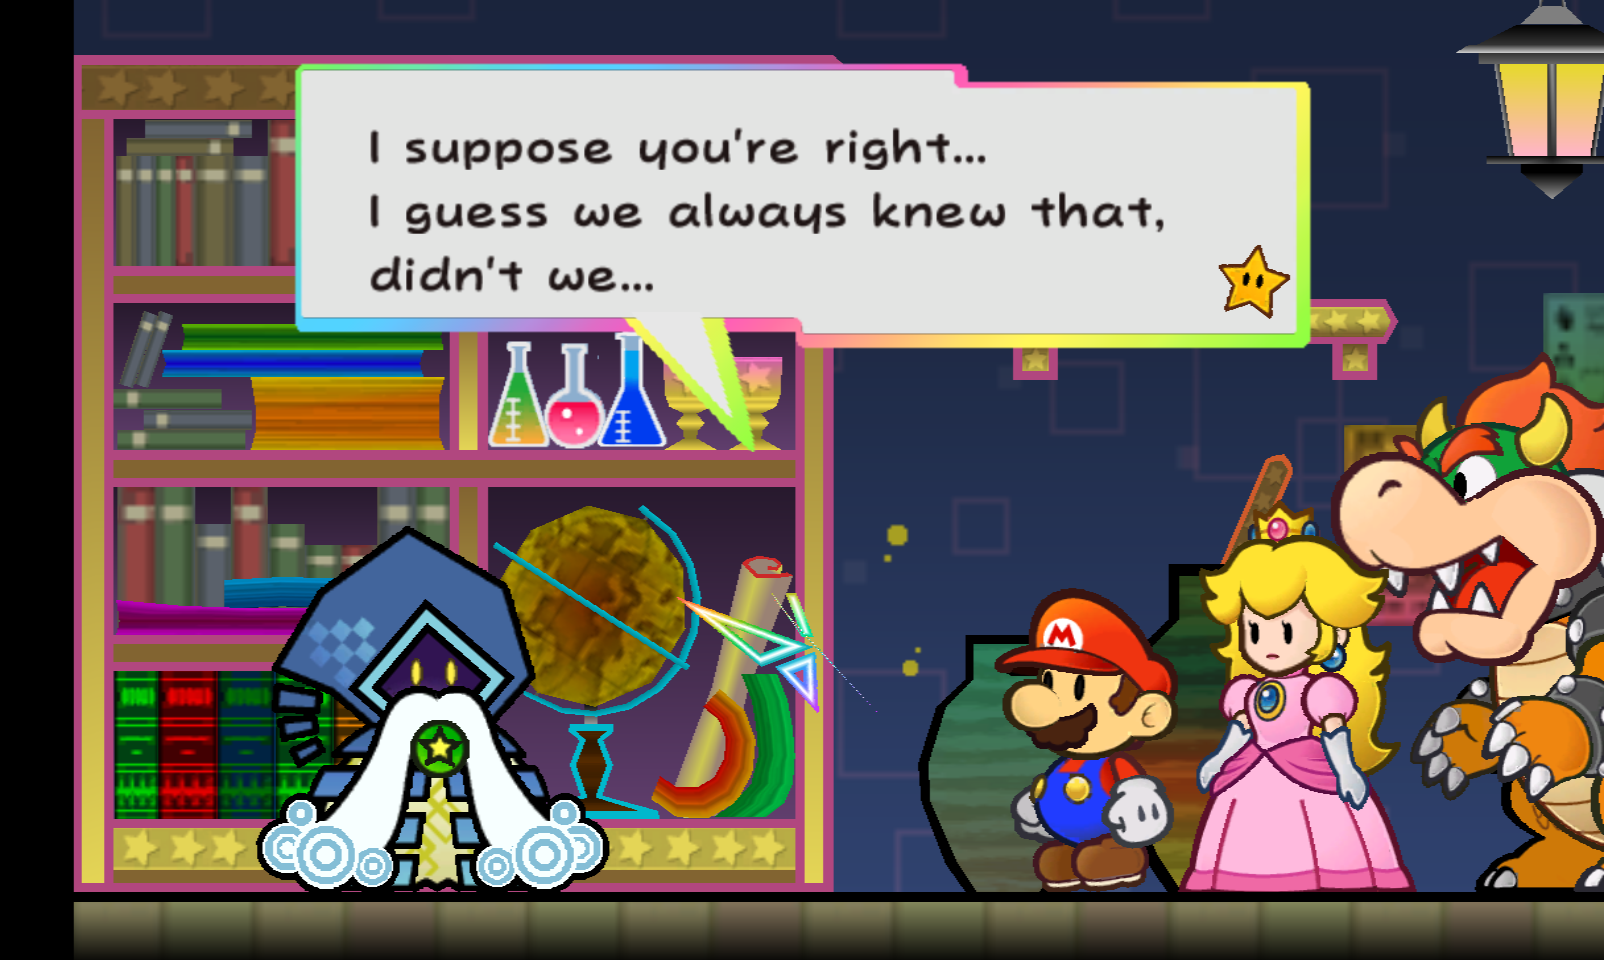 I suppose you're right...
I guess we always knew that,
didn't we...
M